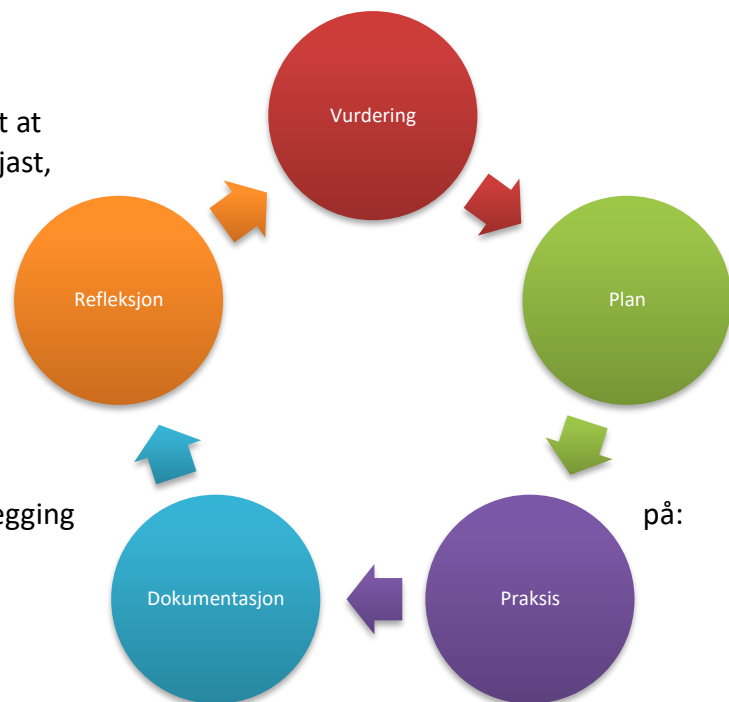 Vurdering
t at
jast,
Refleksjon
Plan
egging
på:
Dokumentasjon
Praksis